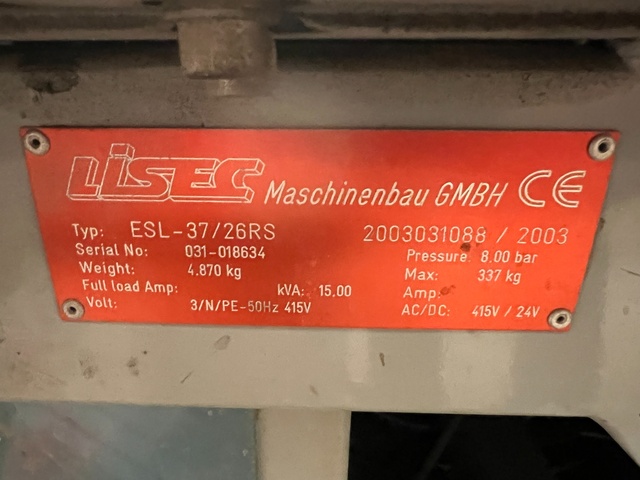 LiSEC Maschinenbau GMBH CE
Typ: ESL-37/26RS 2003031088 / 2003
Serial No: 031-018634 Pressure: 8.00 bar
Weight: 4.870 kg Max: 337 kg
Full load Amp: kVA: 15,00 Amp:
Volt: 3/N/PE-50Hz 415V AC/DC: 415V / 24V